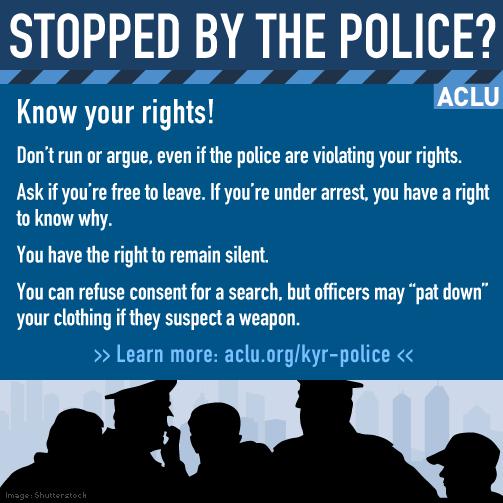 STOPPED BY THE POLICE?
ACLU
Know your rights!
Don't run or argue, even if the police are violating your rights.
Ask if you're free to leave. If you're under arrest, you have a right
to know why.
You have the right to remain silent.
You can refuse consent for a search, but officers may “pat down”
your clothing if they suspect a weapon.
>> Learn more: aclu.org/kyr-police <<
Image: Shutterstock